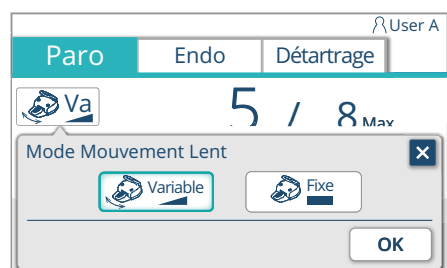 User A
Paro Endo Détartrage
Va 5 / 8 Max
Mode Mouvement Lent
Variable Fixe
OK